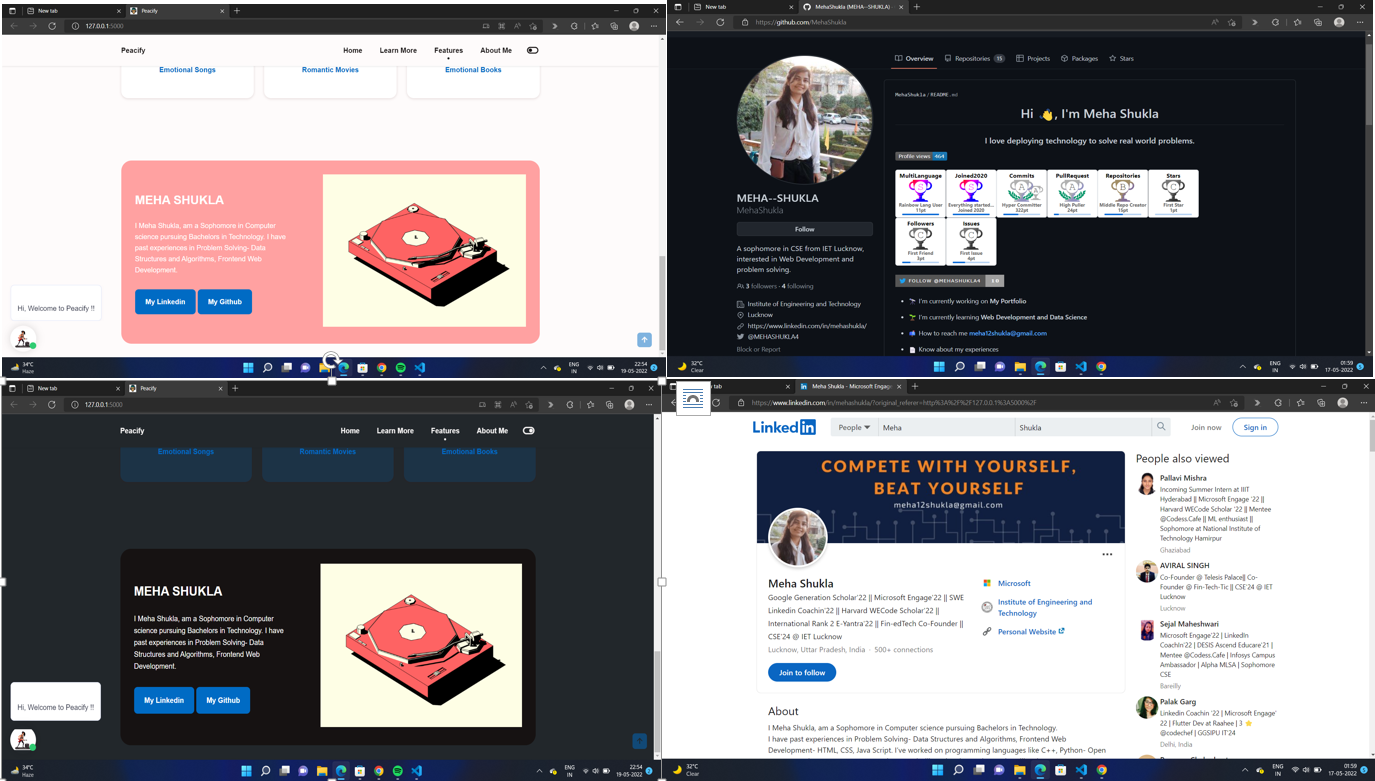 New tab
Peacify
127.0.0.1:5000
Peacify
Home Learn More Features About Me
Emotional Songs
Romantic Movies
Emotional Books
MEHA SHUKLA
I Meha Shukla, am a Sophomore in Computer
science pursuing Bachelors in Technology. I
have past experiences in Problem Solving- Data
Structures and Algorithms, Frontend Web
Development.
My Linkedin My Github
Hi, Welcome to Peacify !!
34°C
Haze
ENG
IN
22:54
19-05-2022
2
New tab
MehaShukla (MEHA--SHUKLA)
https://github.com/MehaShukla
Overview Repositories 15 Projects Packages Stars
MEHA--SHUKLA
MehaShukla
Follow
A sophomore in CSE from IET Lucknow,
interested in Web Development and
problem solving.
3 followers · 4 following
Institute of Engineering and Technology
Lucknow
https://www.linkedin.com/in/mehashukla/
@MEHASHUKLA4
Block or Report
MehaShukla / README.md
Hi 👋, I'm Meha Shukla
I love deploying technology to solve real world problems.
Profile views 464
MultiLanguage
S
Rainbow Lang User
11pt
Joined2020
S
Everything started...
Joined 2020
Commits
A
Hyper Committer
322pt
PullRequest
A
High Puller
24pt
Repositories
B
Middle Repo Creator
15pt
Stars
C
First Star
1pt
Followers
C
First Friend
3pt
Issues
C
First Issue
4pt
FOLLOW @MEHASHUKLA4
I'm currently working on My Portfolio
I'm currently learning Web Development and Data Science
How to reach me meha12shukla@gmail.com
Know about my experiences
32°C
Clear
ENG
IN
01:59
17-05-2022
New tab
Peacify
127.0.0.1:5000
Peacify
Home Learn More Features About Me
Emotional Songs
Romantic Movies
Emotional Books
MEHA SHUKLA
I Meha Shukla, am a Sophomore in Computer
science pursuing Bachelors in Technology. I have
past experiences in Problem Solving- Data
Structures and Algorithms, Frontend Web
Development.
My Linkedin My Github
Hi, Welcome to Peacify !!
34°C
Haze
ENG
IN
22:54
19-05-2022
2
tab
Meha Shukla - Microsoft Engag
https://www.linkedin.com/in/mehashukla/?original_referer=http%3A%2F%2F127.0.0.1%3A5000%2F
Linkedin
People
Meha
Shukla
Join now
Sign in
COMPETE WITH YOURSELF,
BEAT YOURSELF
meha12shukla@gmail.com
Meha Shukla
Google Generation Scholar'22 || Microsoft Engage'22 || SWE
Linkedin Coachin'22 || Harvard WECode Scholar'22 ||
International Rank 2 E-Yantra'22 || Fin-edTech Co-Founder ||
CSE'24 @ IET Lucknow
Lucknow, Uttar Pradesh, India · 500+ connections
Join to follow
Microsoft
Institute of Engineering and
Technology
Personal Website
About
I Meha Shukla, am a Sophomore in Computer science pursuing Bachelors in Technology.
I have past experiences in Problem Solving- Data Structures and Algorithms, Frontend Web
Development- HTML, CSS, Java Script. I've worked on programming languages like C++, Python- Open
People also viewed
Pallavi Mishra
Incoming Summer Intern at IIIT
Hyderabad || Microsoft Engage '22 ||
Harvard WECode Scholar '22 || Mentee
@Codess.Cafe || ML enthusiast ||
Sophomore at National Institute of
Technology Hamirpur
Ghaziabad
AVIRAL SINGH
Co-Founder @ Telesis Palace|| Co-
Founder @ Fin-Tech-Tic || CSE'24 @ IET
Lucknow
Lucknow
Sejal Maheshwari
Microsoft Engage'22 | LinkedIn
CoachIn'22 | DESIS Ascend Educare'21 |
Mentee @Codess.Cafe | Infosys Campus
Ambassador | Alpha MLSA | Sophomore
CSE
Bareilly
Palak Garg
Linkedin Coachin '22 | Microsoft Engage'
22 | Flutter Dev at Raahee | 3 ⭐
@codechef | GGSIPU IT'24
Delhi, India
32°C
Clear
ENG
IN
01:59
17-05-2022